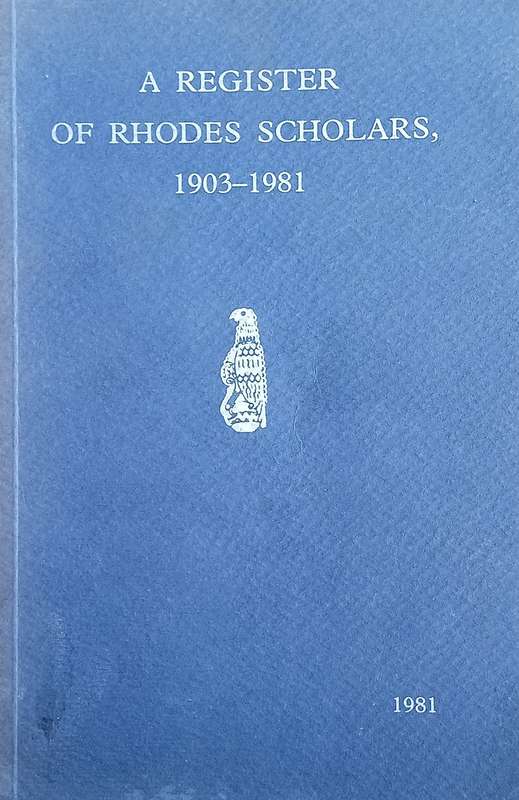 A REGISTER
OF RHODES SCHOLARS,
1903–1981
1981